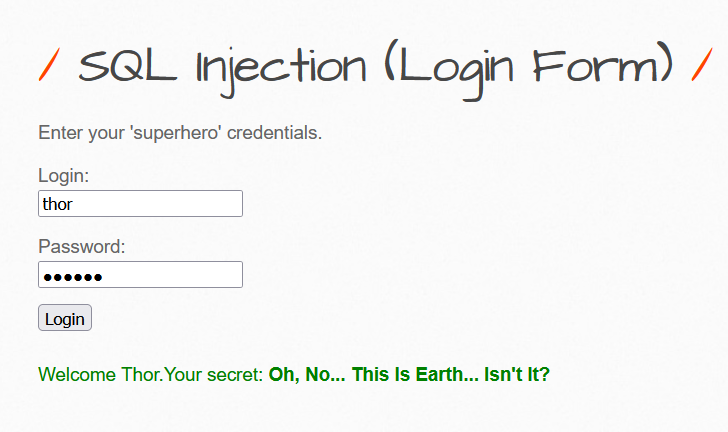 / SQL Injection (Login Form) /
Enter your 'superhero' credentials.
Login:
thor
Password:
●●●●●●
Login
Welcome Thor.Your secret: Oh, No... This Is Earth... Isn't It?